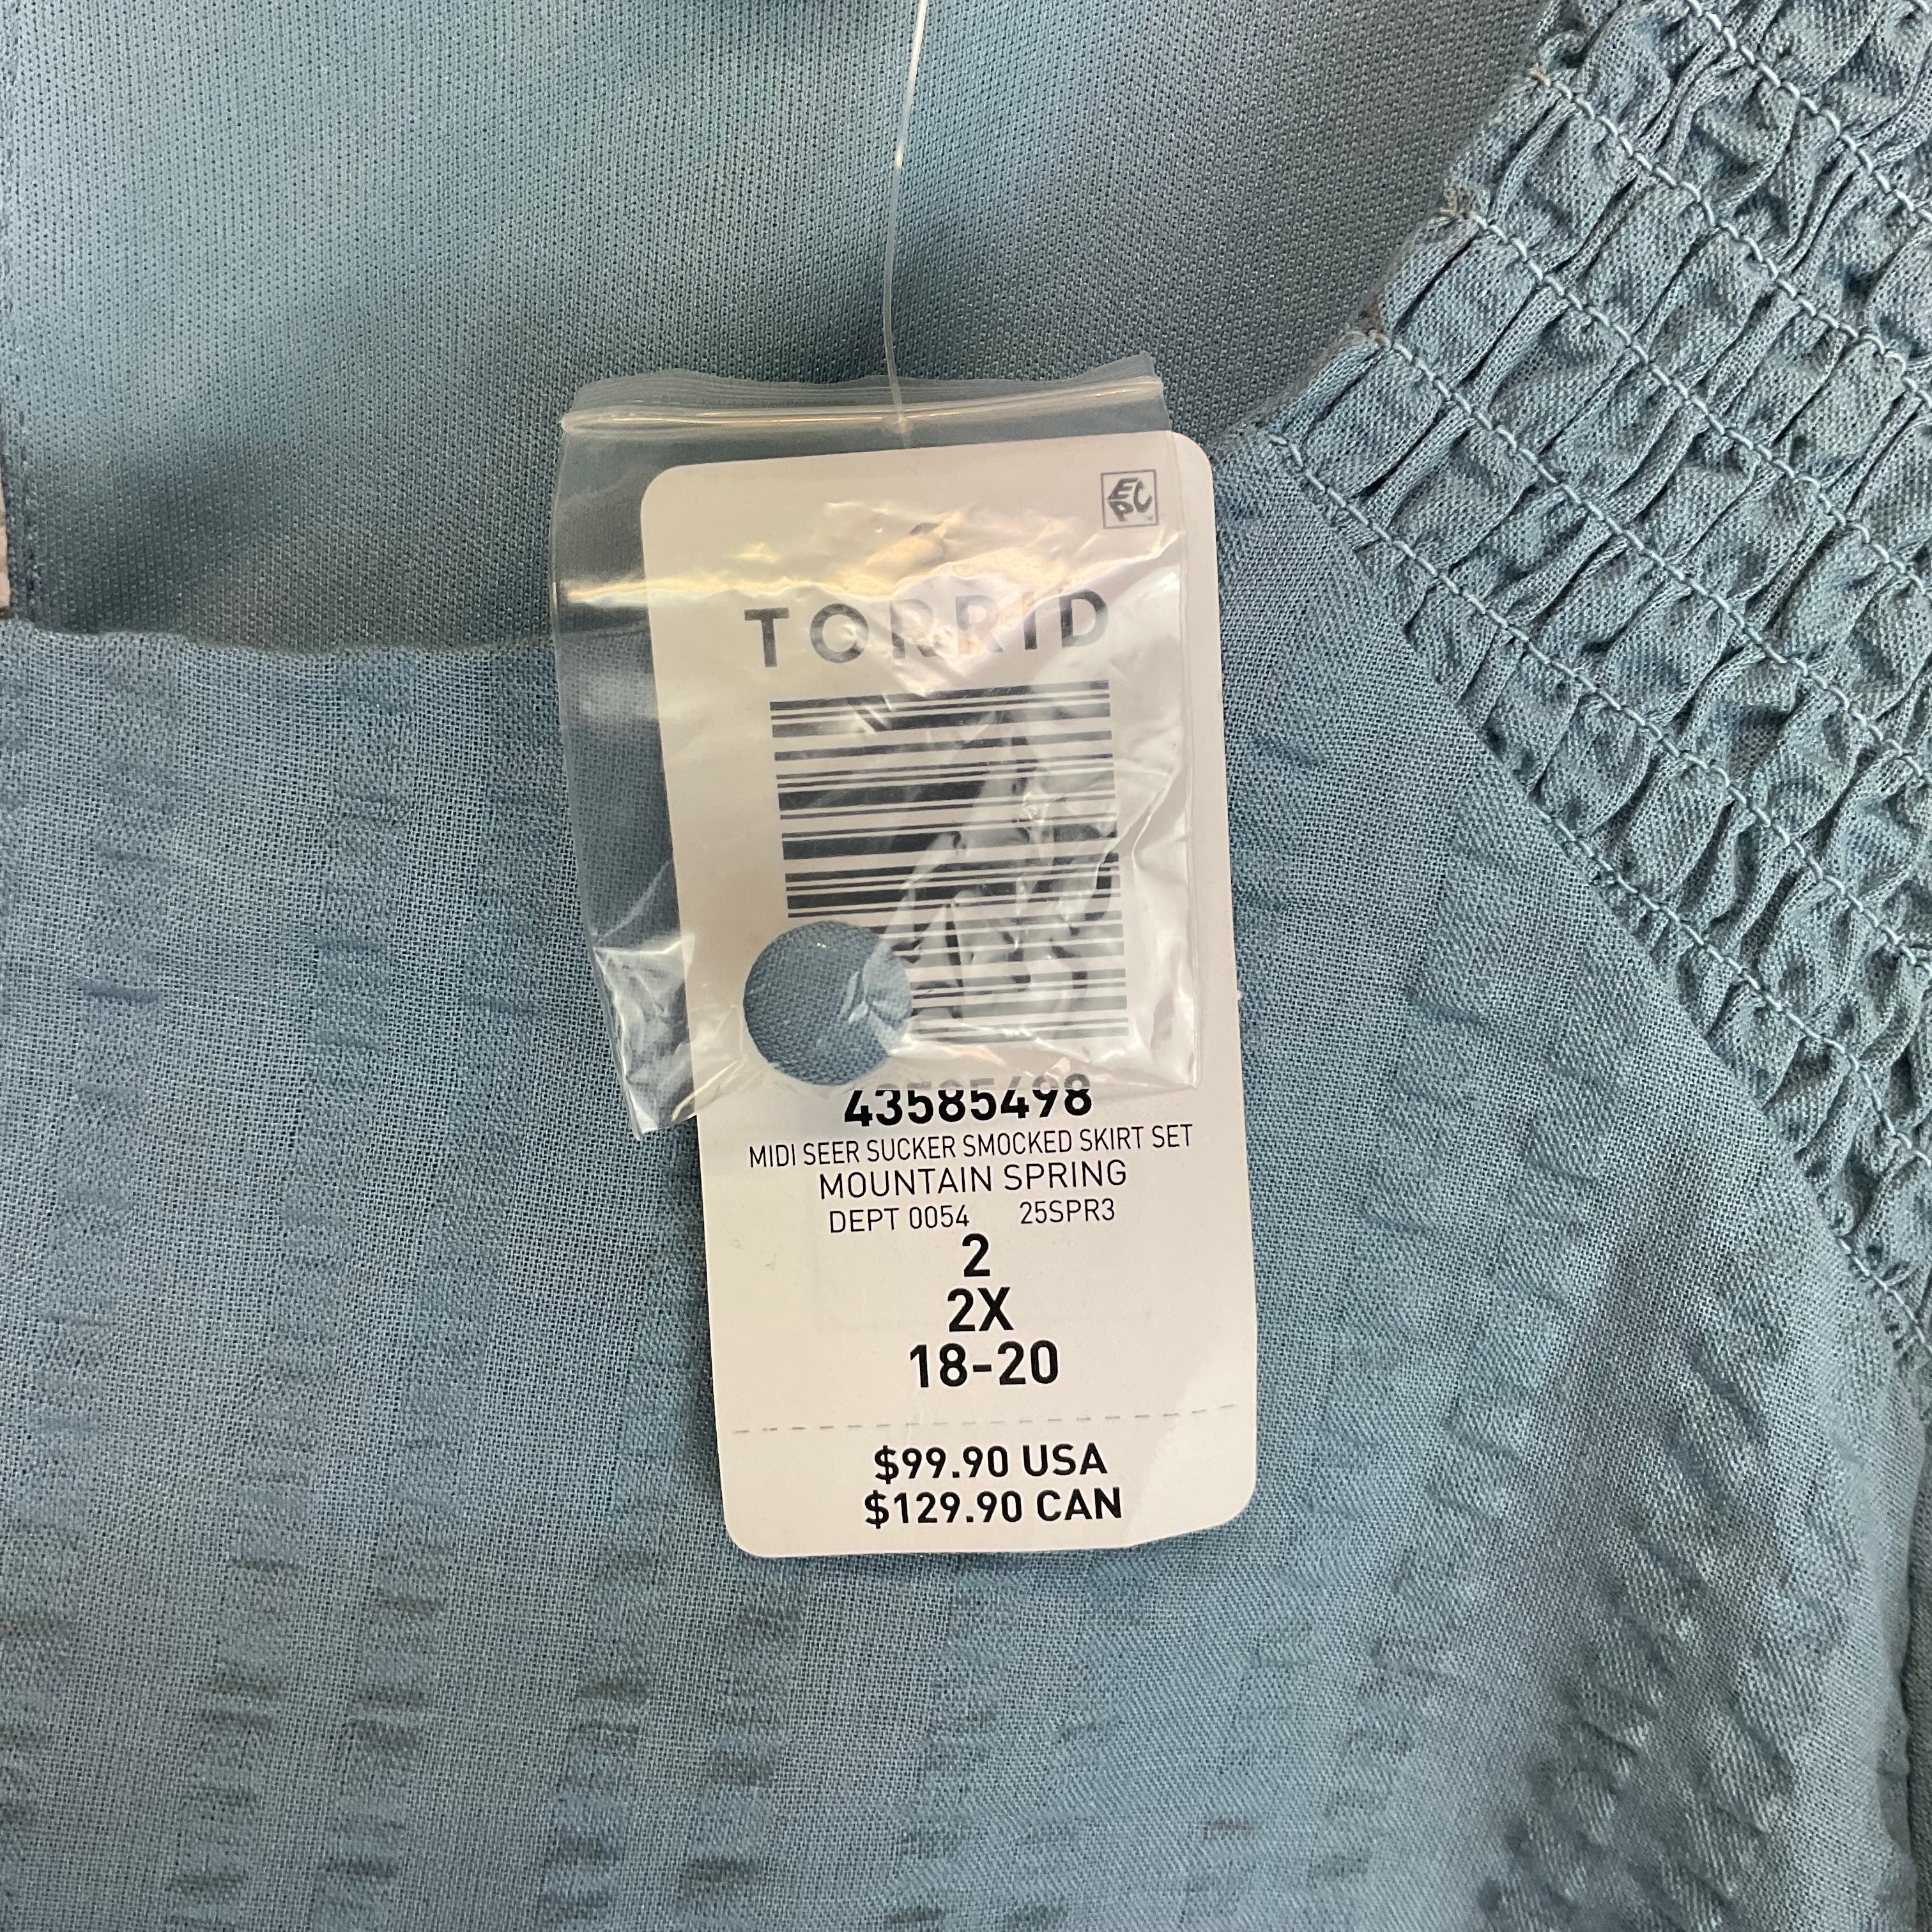 EPC
TORRID
43585498
MIDI SEER SUCKER SMOCKED SKIRT SET
MOUNTAIN SPRING
DEPT 0054 25SPR3
2
2X
18-20
$99.90 USA
$129.90 CAN